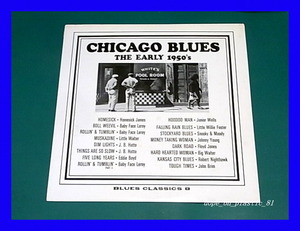 CHICAGO BLUES
THE EARLY 1950's
WHITE'S
POOL ROOM
HOMESICK - Homesick James
BOLL WEEVIL - Baby Face Leroy
ROLLIN' & TUMBLIN' - Baby Face Leroy
MUSKADINE - Little Walter
DIM LIGHTS - J. B. Hutto
THINGS ARE SO SLOW - J. B. Hutto
FIVE LONG YEARS - Eddie Boyd
ROLLIN' & TUMBLIN' - Baby Face Leroy
HOODOO MAN - Junior Wells
FALLING RAIN BLUES - Little Willie Foster
STOCKYARD BLUES - Snooky & Moody
MONEY TAKING WOMAN - Johnny Young
DARK ROAD - Floyd Jones
HARD HEARTED WOMAN - Big Walter
KANSAS CITY BLUES - Robert Nighthawk
TOUGH TIMES - John Brim
BLUES CLASSICS 8
dope_on_plastic_81